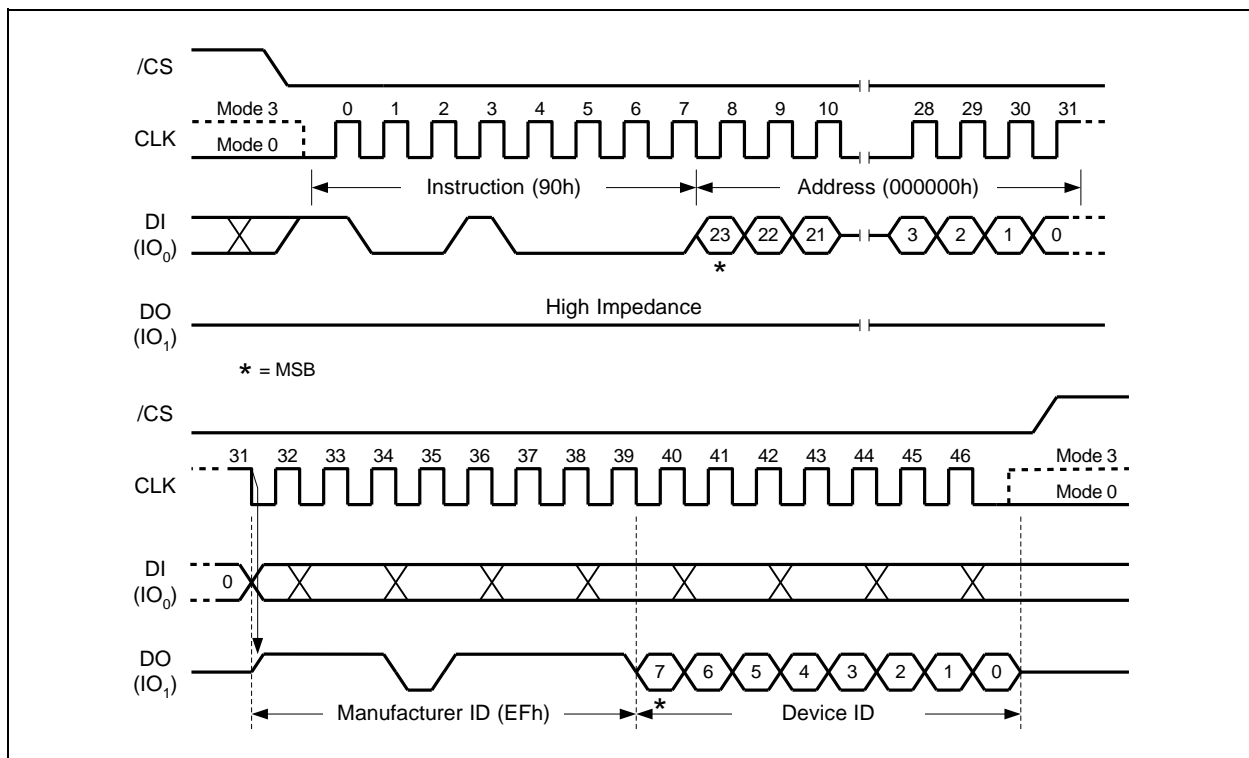 /CS
Mode 3 0 1 2 3 4 5 6 7 8 9 10 28 29 30 31
CLK
Mode 0
Instruction (90h) Address (000000h)
DI
(IO0)
23 22 21 3 2 1 0
*
High Impedance
DO
(IO1)
* = MSB
/CS
31 32 33 34 35 36 37 38 39 40 41 42 43 44 45 46 Mode 3
CLK
Mode 0
DI
(IO0)
0
DO
(IO1)
7 6 5 4 3 2 1 0
*
Manufacturer ID (EFh) Device ID